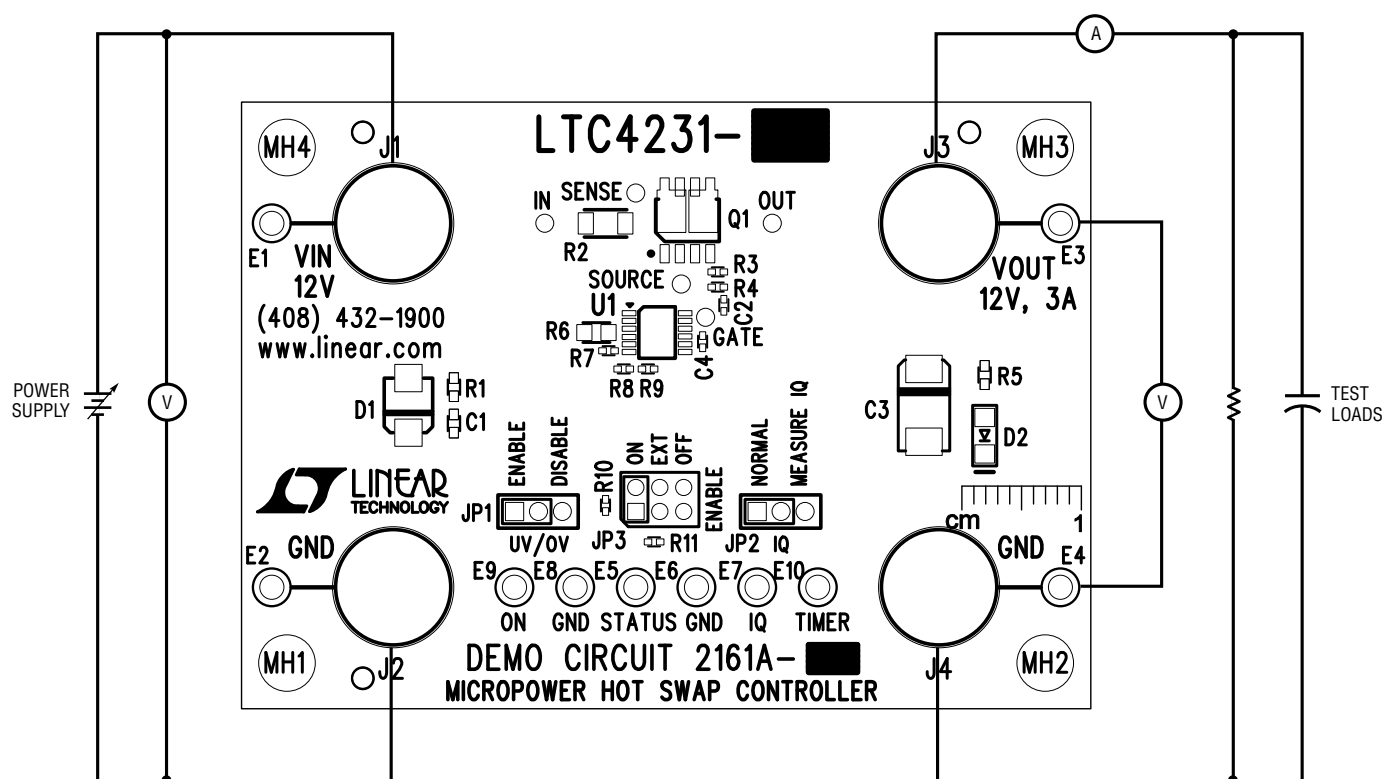 A
LTC4231-
MH4
J1
J3
MH3
IN
SENSE
OUT
Q1
E1
R2
E3
VIN
12V
VOUT
12V, 3A
R3
R4
SOURCE
U1
C2
GATE
R6
R7
C4
R8
R9
(408) 432-1900
www.linear.com
POWER
SUPPLY
V
D1
R1
C1
C3
R5
D2
V
TEST
LOADS
ENABLE
DISABLE
ON
EXT
OFF
NORMAL
MEASURE IQ
LINEAR
TECHNOLOGY
JP1
R10
ENABLE
cm
1
UV/OV
JP3
R11
JP2
IQ
E2
GND
GND
E4
E9
E8
E5
E6
E7
E10
ON
GND
STATUS
GND
IQ
TIMER
MH1
J2
DEMO CIRCUIT 2161A-
J4
MH2
MICROPOWER HOT SWAP CONTROLLER